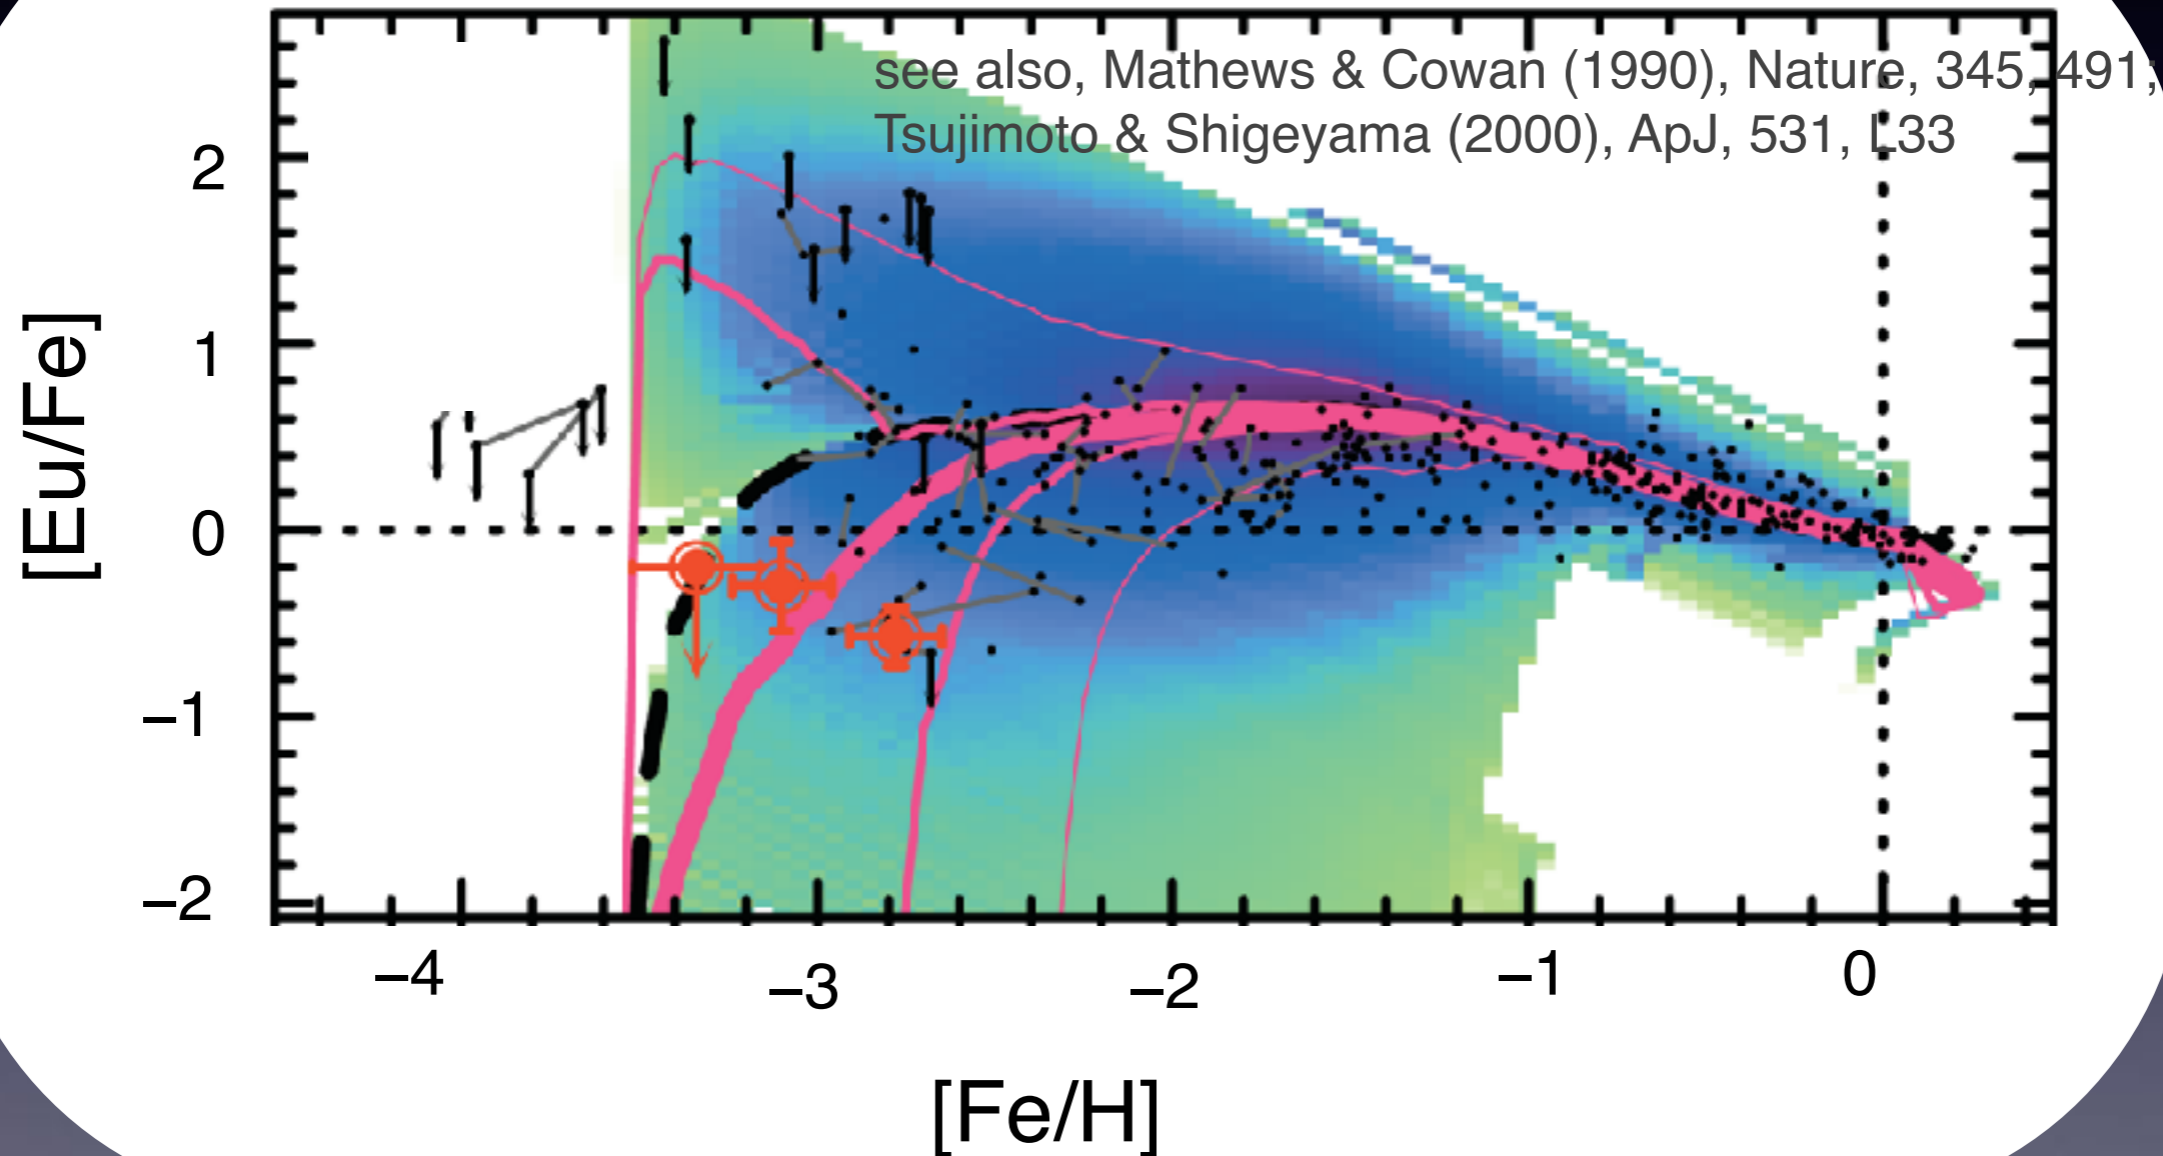 see also, Mathews & Cowan (1990), Nature, 345, 491;
Tsujimoto & Shigeyama (2000), ApJ, 531, L33
[Eu/Fe]
2
1
0
−1
−2
−4
−3
−2
−1
0
[Fe/H]